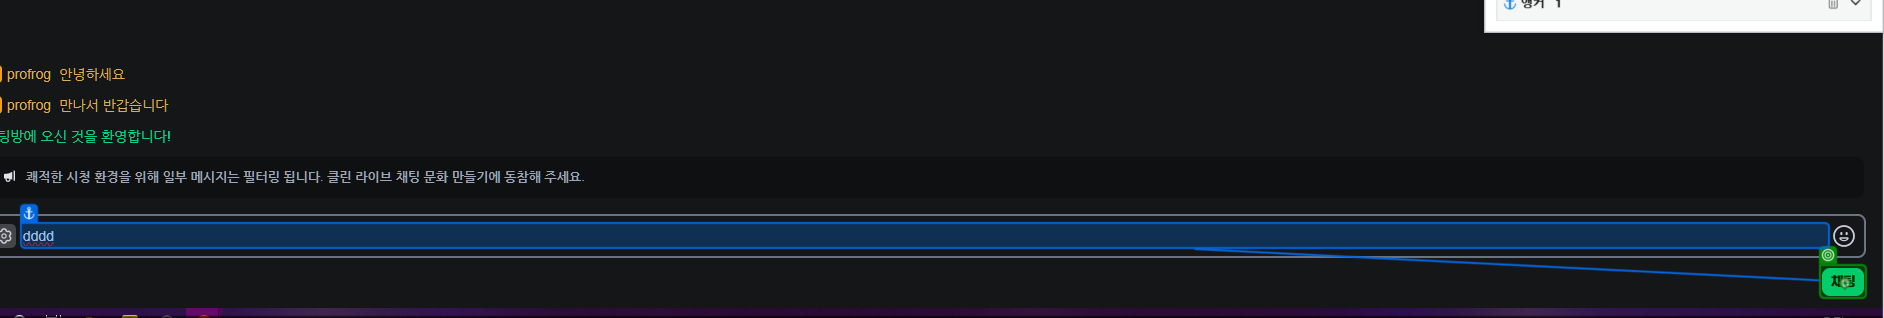 앵커 1
profrog 안녕하세요
profrog 만나서 반갑습니다
팅방에 오신 것을 환영합니다!
쾌적한 시청 환경을 위해 일부 메시지는 필터링 됩니다. 클린 라이브 채팅 문화 만들기에 동참해 주세요.
dddd
채팅